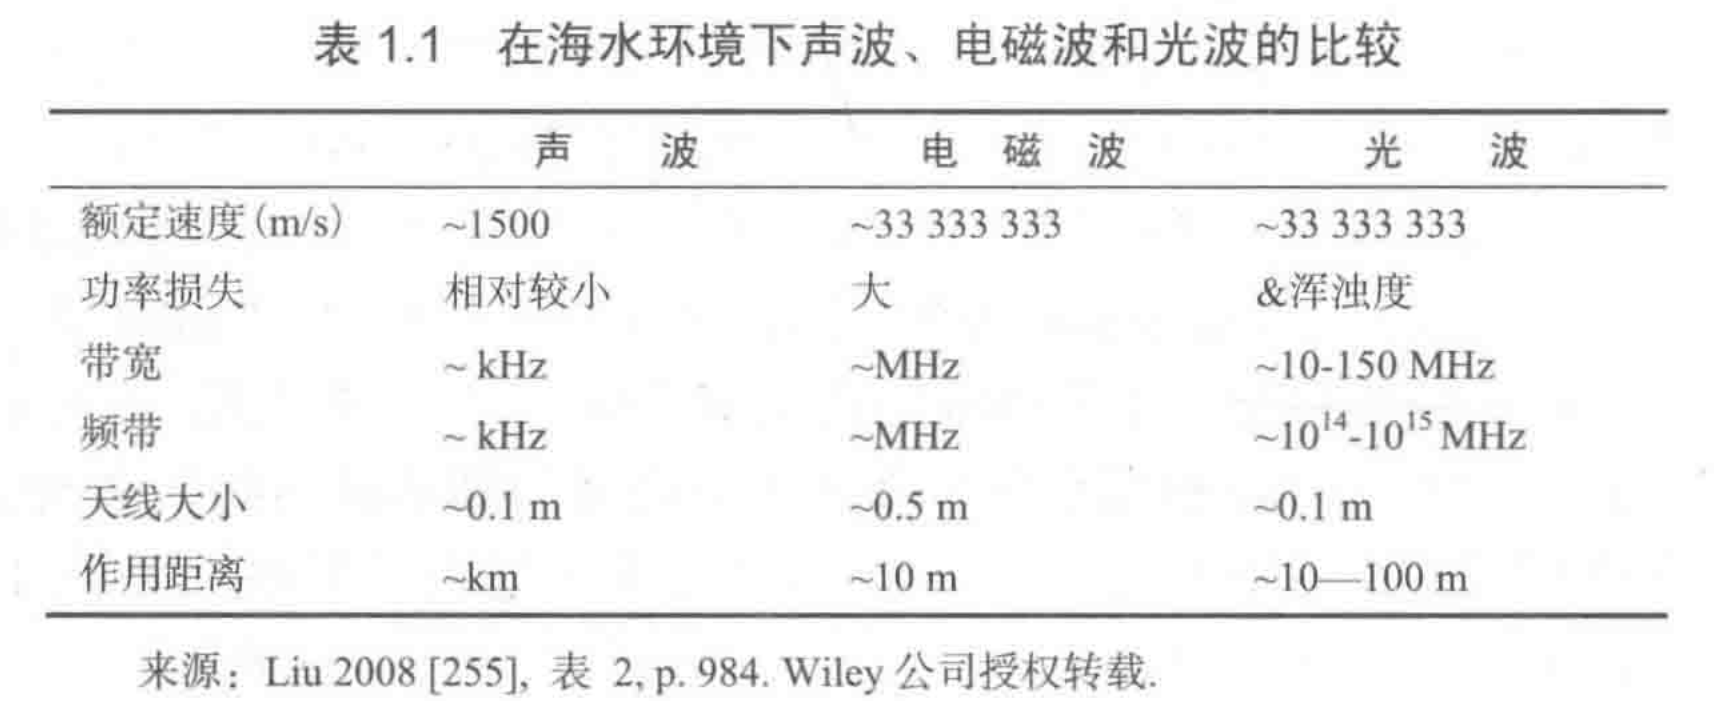 表 1.1 在海水环境下声波、电磁波和光波的比较
声 波 电 磁 波 光 波
额定速度(m/s) ~1500 ~33 333 333 ~33 333 333
功率损失 相对较小 大 &浑浊度
带宽 ~ kHz ~MHz ~10-150 MHz
频带 ~ kHz ~MHz ~10¹⁴-10¹⁵ MHz
天线大小 ~0.1 m ~0.5 m ~0.1 m
作用距离 ~km ~10 m ~10—100 m
来源: Liu 2008 [255], 表 2, p. 984. Wiley 公司授权转载.